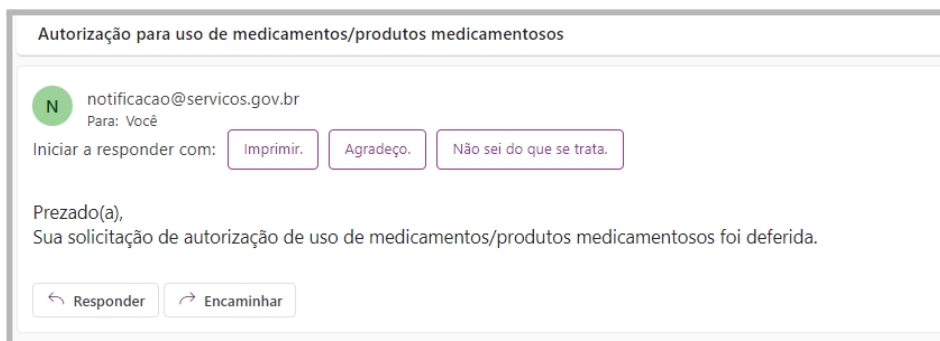 Autorização para uso de medicamentos/produtos medicamentosos
N
notificacao@servicos.gov.br
Para: Você
Iniciar a responder com: Imprimir. Agradeço. Não sei do que se trata.
Prezado(a),
Sua solicitação de autorização de uso de medicamentos/produtos medicamentosos foi deferida.
Responder Encaminhar